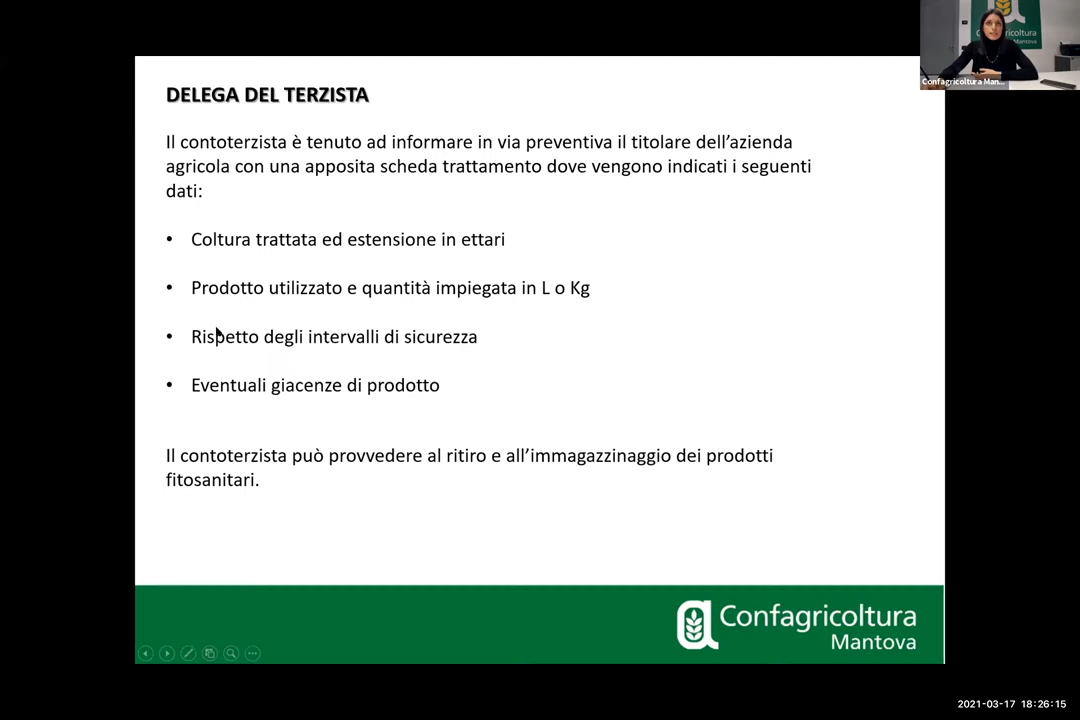 DELEGA DEL TERZISTA
Il contoterzista è tenuto ad informare in via preventiva il titolare dell’azienda
agricola con una apposita scheda trattamento dove vengono indicati i seguenti
dati:
• Coltura trattata ed estensione in ettari
• Prodotto utilizzato e quantità impiegata in L o Kg
• Rispetto degli intervalli di sicurezza
• Eventuali giacenze di prodotto
Il contoterzista può provvedere al ritiro e all’immagazzinaggio dei prodotti
fitosanitari.
Confagricoltura
Mantova
Confagricoltura Man...
2021-03-17 18:26:15